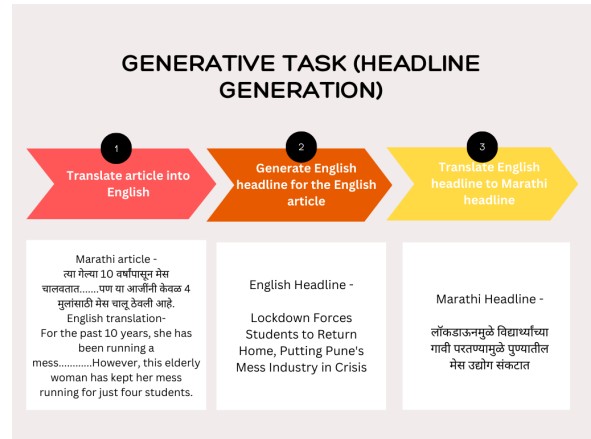 GENERATIVE TASK (HEADLINE
GENERATION)
1
Translate article into
English
2
Generate English
headline for the English
article
3
Translate English
headline to Marathi
headline
Marathi article -
त्या गेल्या 10 वर्षांपासून मेस
चालवतात.......पण या आजींनी केवळ 4
मुलांसाठी मेस चालू ठेवली आहे.
English translation-
For the past 10 years, she has
been running a
mess............However, this elderly
woman has kept her mess
running for just four students.
English Headline -
Lockdown Forces
Students to Return
Home, Putting Pune's
Mess Industry in Crisis
Marathi Headline -
लॉकडाऊनमुळे विद्यार्थ्यांच्या
गावी परतण्यामुळे पुण्यातील
मेस उद्योग संकटात